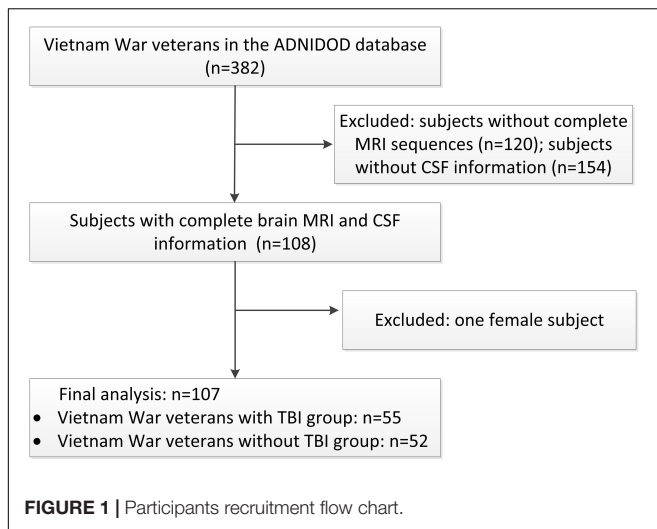 Vietnam War veterans in the ADNIDOD database
(n=382)
Excluded: subjects without complete
MRI sequences (n=120); subjects
without CSF information (n=154)
Subjects with complete brain MRI and CSF
information (n=108)
Excluded: one female subject
Final analysis: n=107
• Vietnam War veterans with TBI group: n=55
• Vietnam War veterans without TBI group: n=52
FIGURE 1 | Participants recruitment flow chart.